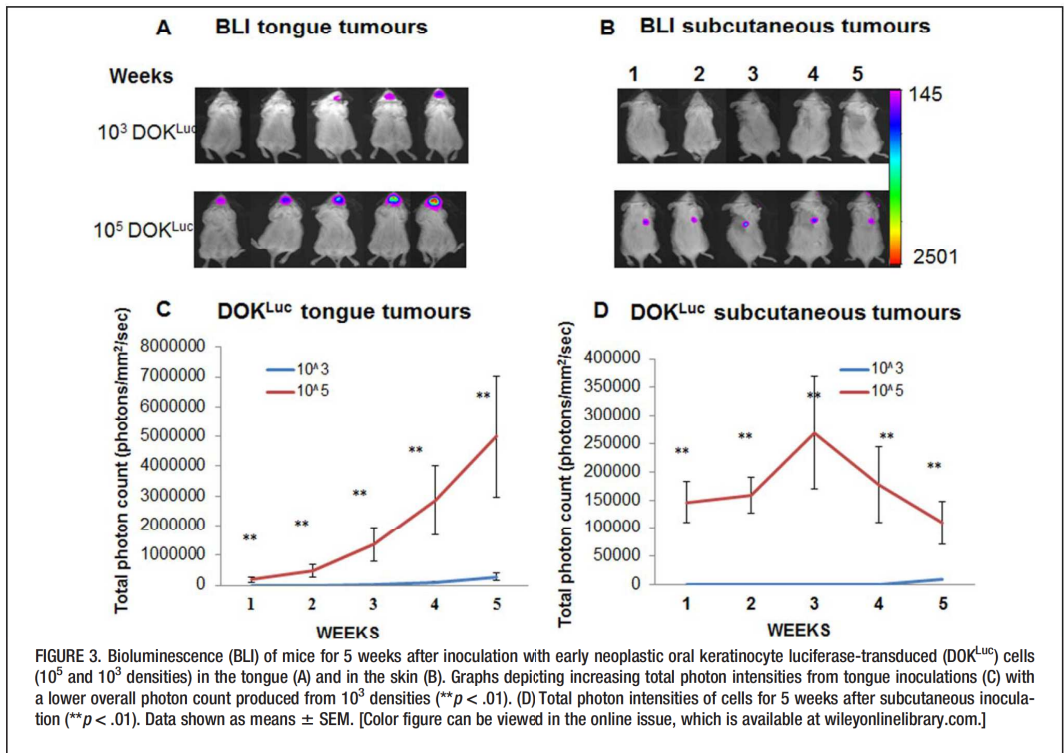 A BLI tongue tumours
B BLI subcutaneous tumours
Weeks
1 2 3 4 5
10³ DOKᴸᵘᶜ
10⁵ DOKᴸᵘᶜ
145
2501
C DOKᴸᵘᶜ tongue tumours
Total photon count (photons/mm²/sec)
8000000
7000000
6000000
5000000
4000000
3000000
2000000
1000000
0
10^3
10^5
** ** ** ** **
1 2 3 4 5
WEEKS
D DOKᴸᵘᶜ subcutaneous tumours
Total photon count (photons/mm²/sec)
400000
350000
300000
250000
200000
150000
100000
50000
0
10^3
10^5
** ** ** ** **
1 2 3 4 5
WEEKS
FIGURE 3. Bioluminescence (BLI) of mice for 5 weeks after inoculation with early neoplastic oral keratinocyte luciferase-transduced (DOKᴸᵘᶜ) cells
(10⁵ and 10³ densities) in the tongue (A) and in the skin (B). Graphs depicting increasing total photon intensities from tongue inoculations (C) with
a lower overall photon count produced from 10³ densities (**p < .01). (D) Total photon intensities of cells for 5 weeks after subcutaneous inocula-
tion (**p < .01). Data shown as means ± SEM. [Color figure can be viewed in the online issue, which is available at wileyonlinelibrary.com.]